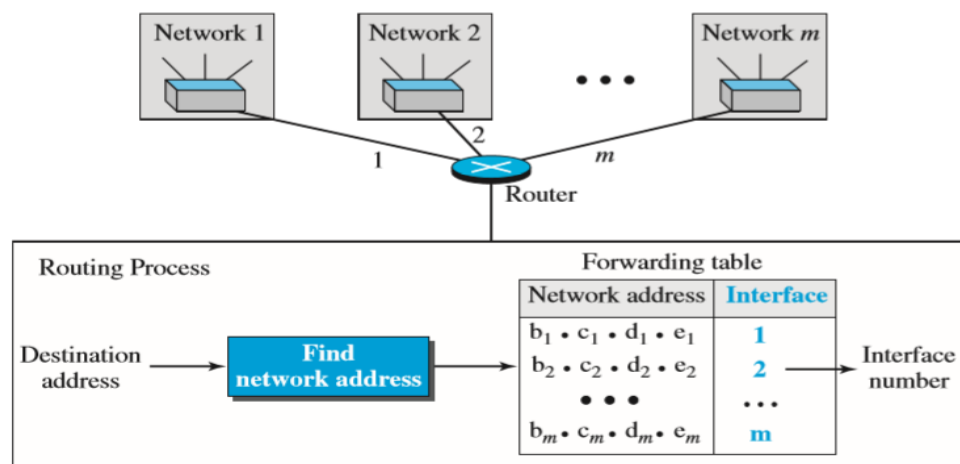 Network 1
Network 2
Network m
• • •
1
2
m
Router
Routing Process
Forwarding table
Network address Interface
b₁ • c₁ • d₁ • e₁ 1
b₂ • c₂ • d₂ • e₂ 2
• • • ...
bₘ • cₘ • dₘ • eₘ m
Destination
address
Find
network address
Interface
number